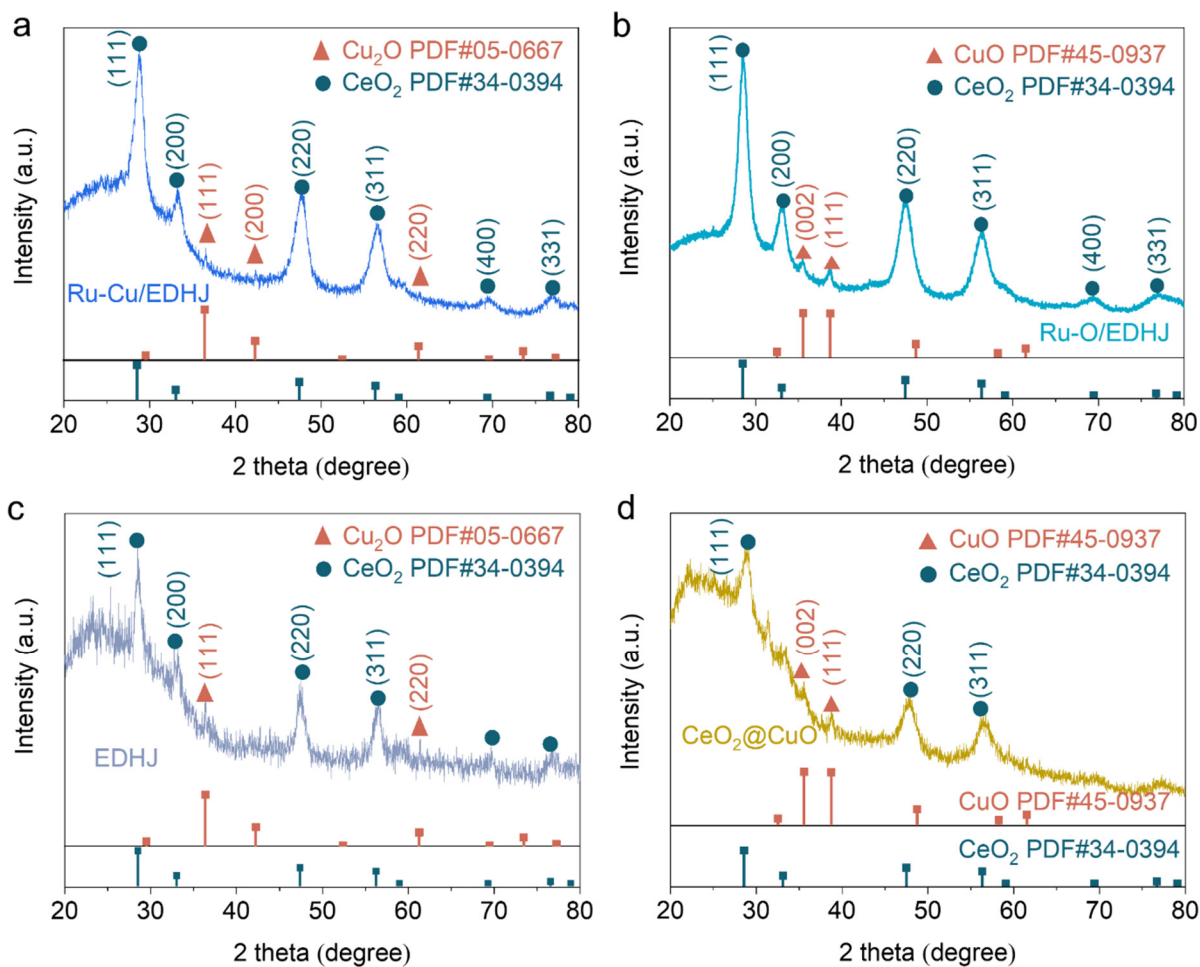 a
Cu₂O PDF#05-0667
CeO₂ PDF#34-0394
(111)
(200)
(111)
(200)
(220)
(311)
(220)
(400)
(331)
Ru-Cu/EDHJ
Intensity (a.u.)
20 30 40 50 60 70 80
2 theta (degree)
b
CuO PDF#45-0937
CeO₂ PDF#34-0394
(111)
(200)
(002)
(111)
(220)
(311)
(400)
(331)
Ru-O/EDHJ
Intensity (a.u.)
20 30 40 50 60 70 80
2 theta (degree)
c
Cu₂O PDF#05-0667
CeO₂ PDF#34-0394
(111)
(200)
(111)
(220)
(311)
(220)
EDHJ
Intensity (a.u.)
20 30 40 50 60 70 80
2 theta (degree)
d
CuO PDF#45-0937
CeO₂ PDF#34-0394
(111)
(002)
(111)
(220)
(311)
CeO₂@CuO
CuO PDF#45-0937
CeO₂ PDF#34-0394
Intensity (a.u.)
20 30 40 50 60 70 80
2 theta (degree)